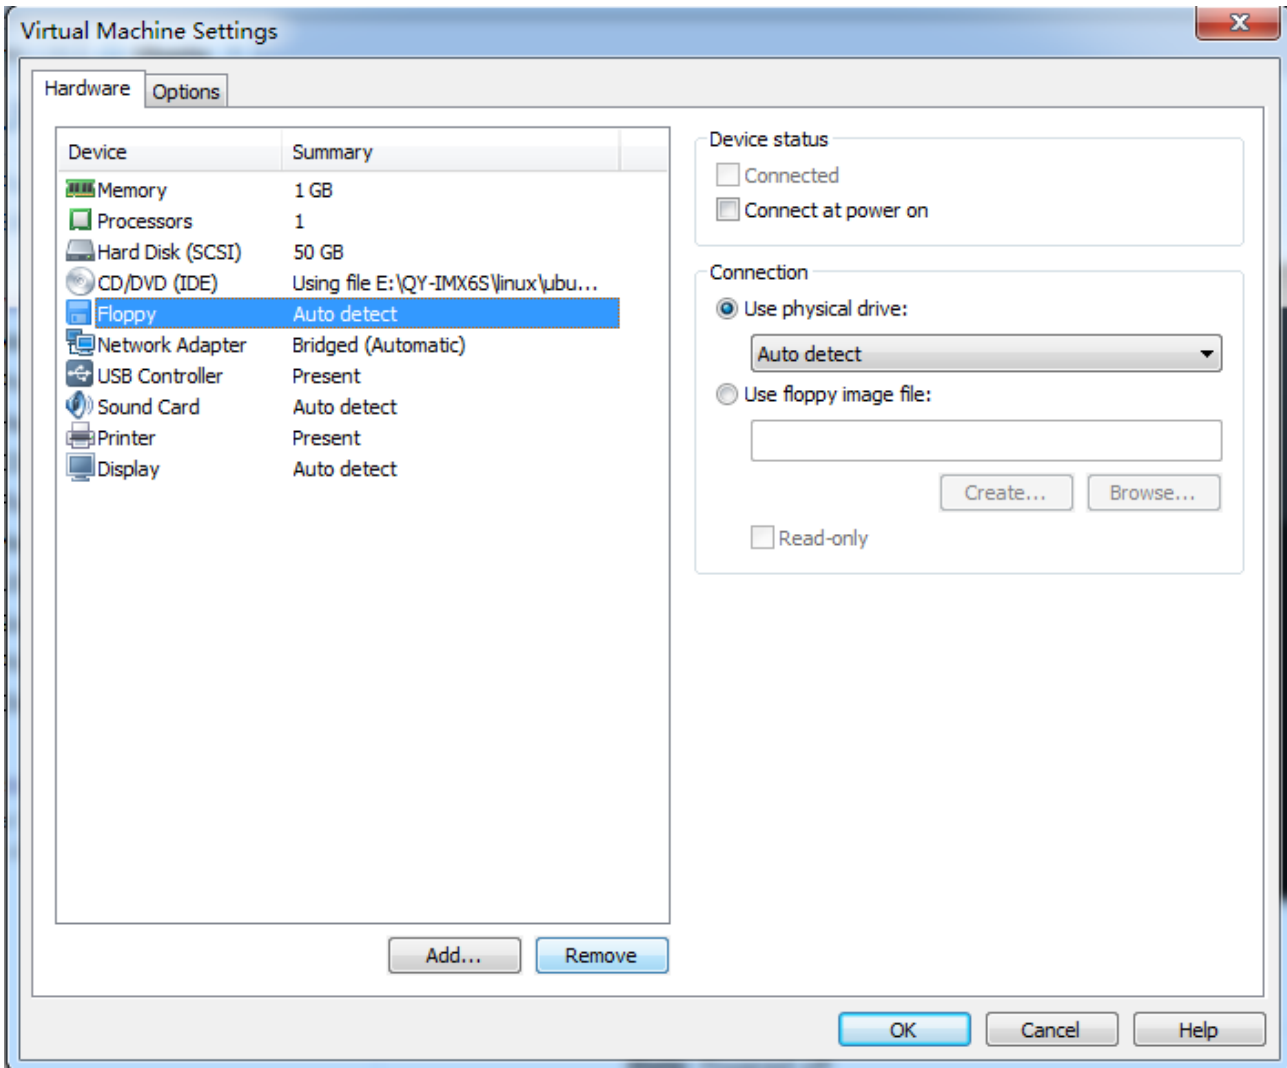 Virtual Machine Settings
Hardware
Options
Device Summary
Memory 1 GB
Processors 1
Hard Disk (SCSI) 50 GB
CD/DVD (IDE) Using file E:\QY-IMX6S\linux\ubu...
Floppy Auto detect
Network Adapter Bridged (Automatic)
USB Controller Present
Sound Card Auto detect
Printer Present
Display Auto detect
Add...
Remove
Device status
Connected
Connect at power on
Connection
Use physical drive:
Auto detect
Use floppy image file:
Create...
Browse...
Read-only
OK
Cancel
Help